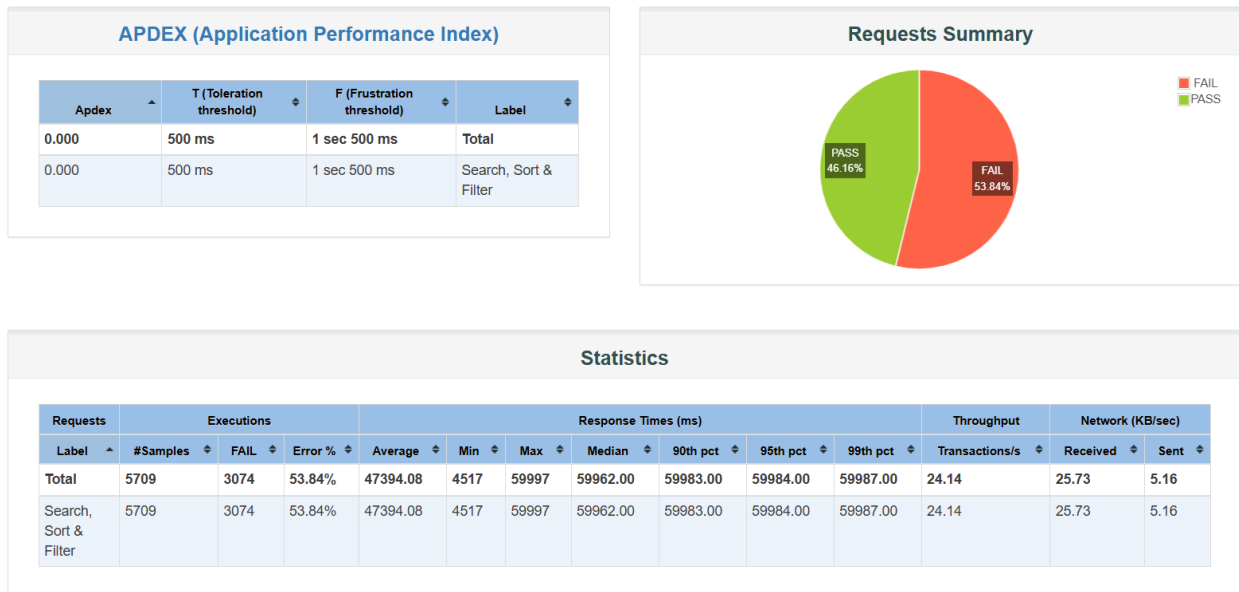 APDEX (Application Performance Index)
Apdex T (Toleration threshold) F (Frustration threshold) Label
0.000 500 ms 1 sec 500 ms Total
0.000 500 ms 1 sec 500 ms Search, Sort & Filter
Requests Summary
FAIL
PASS
PASS
46.16%
FAIL
53.84%
Statistics
Requests Executions Response Times (ms) Throughput Network (KB/sec)
Label #Samples FAIL Error % Average Min Max Median 90th pct 95th pct 99th pct Transactions/s Received Sent
Total 5709 3074 53.84% 47394.08 4517 59997 59962.00 59983.00 59984.00 59987.00 24.14 25.73 5.16
Search, Sort & Filter 5709 3074 53.84% 47394.08 4517 59997 59962.00 59983.00 59984.00 59987.00 24.14 25.73 5.16